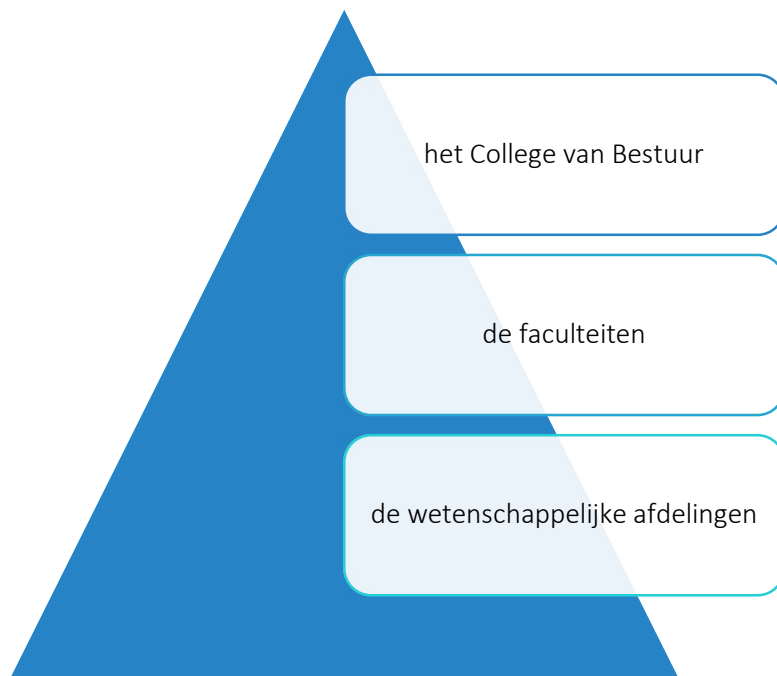 het College van Bestuur
de faculteiten
de wetenschappelijke afdelingen